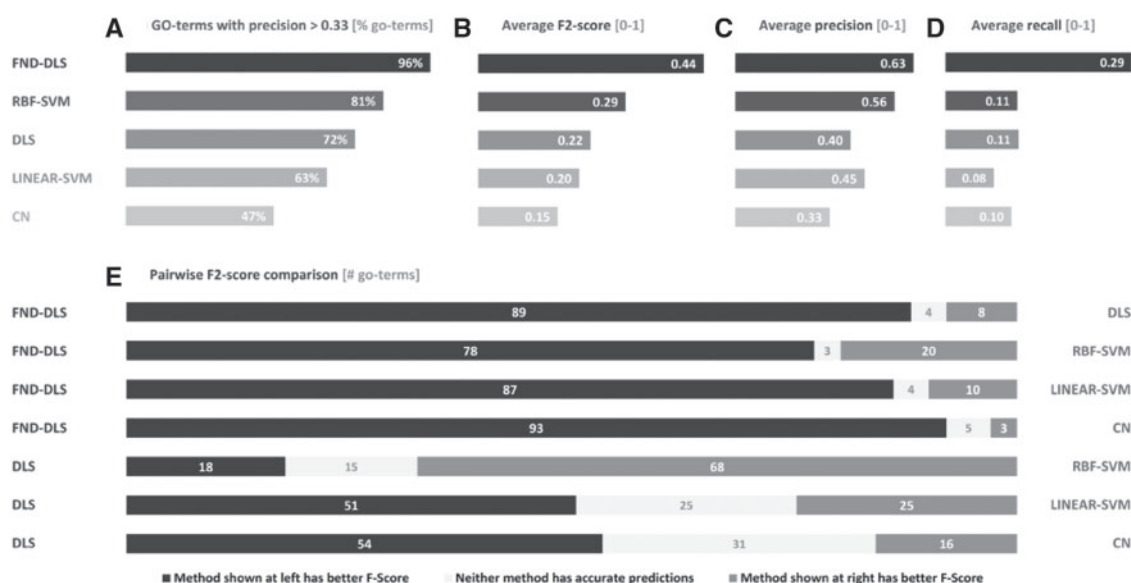 A GO-terms with precision > 0.33 [% go-terms] B Average F2-score [0-1] C Average precision [0-1] D Average recall [0-1]
FND-DLS 96% 0.44 0.63 0.29
RBF-SVM 81% 0.29 0.56 0.11
DLS 72% 0.22 0.40 0.11
LINEAR-SVM 63% 0.20 0.45 0.08
CN 47% 0.15 0.33 0.10
E Pairwise F2-score comparison [# go-terms]
FND-DLS 89 4 8 DLS
FND-DLS 78 3 20 RBF-SVM
FND-DLS 87 4 10 LINEAR-SVM
FND-DLS 93 5 3 CN
DLS 18 15 68 RBF-SVM
DLS 51 25 25 LINEAR-SVM
DLS 54 31 16 CN
Method shown at left has better F-Score Neither method has accurate predictions Method shown at right has better F-Score